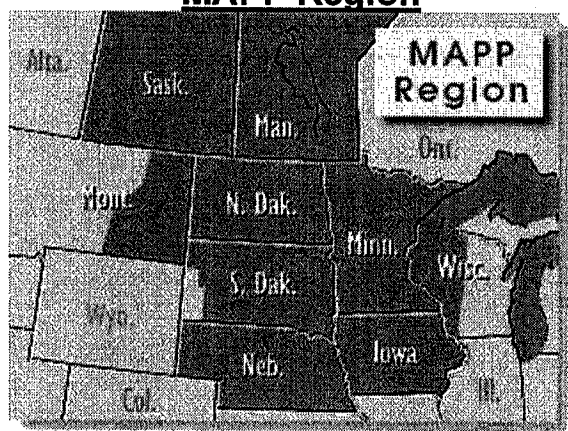 MAPP Region
MAPP
Region
Alta.
Sask.
Man.
Ont.
Mont.
N. Dak.
Minn.
Wisc.
S. Dak.
Wyo.
Neb.
Iowa
Col.
Ill.